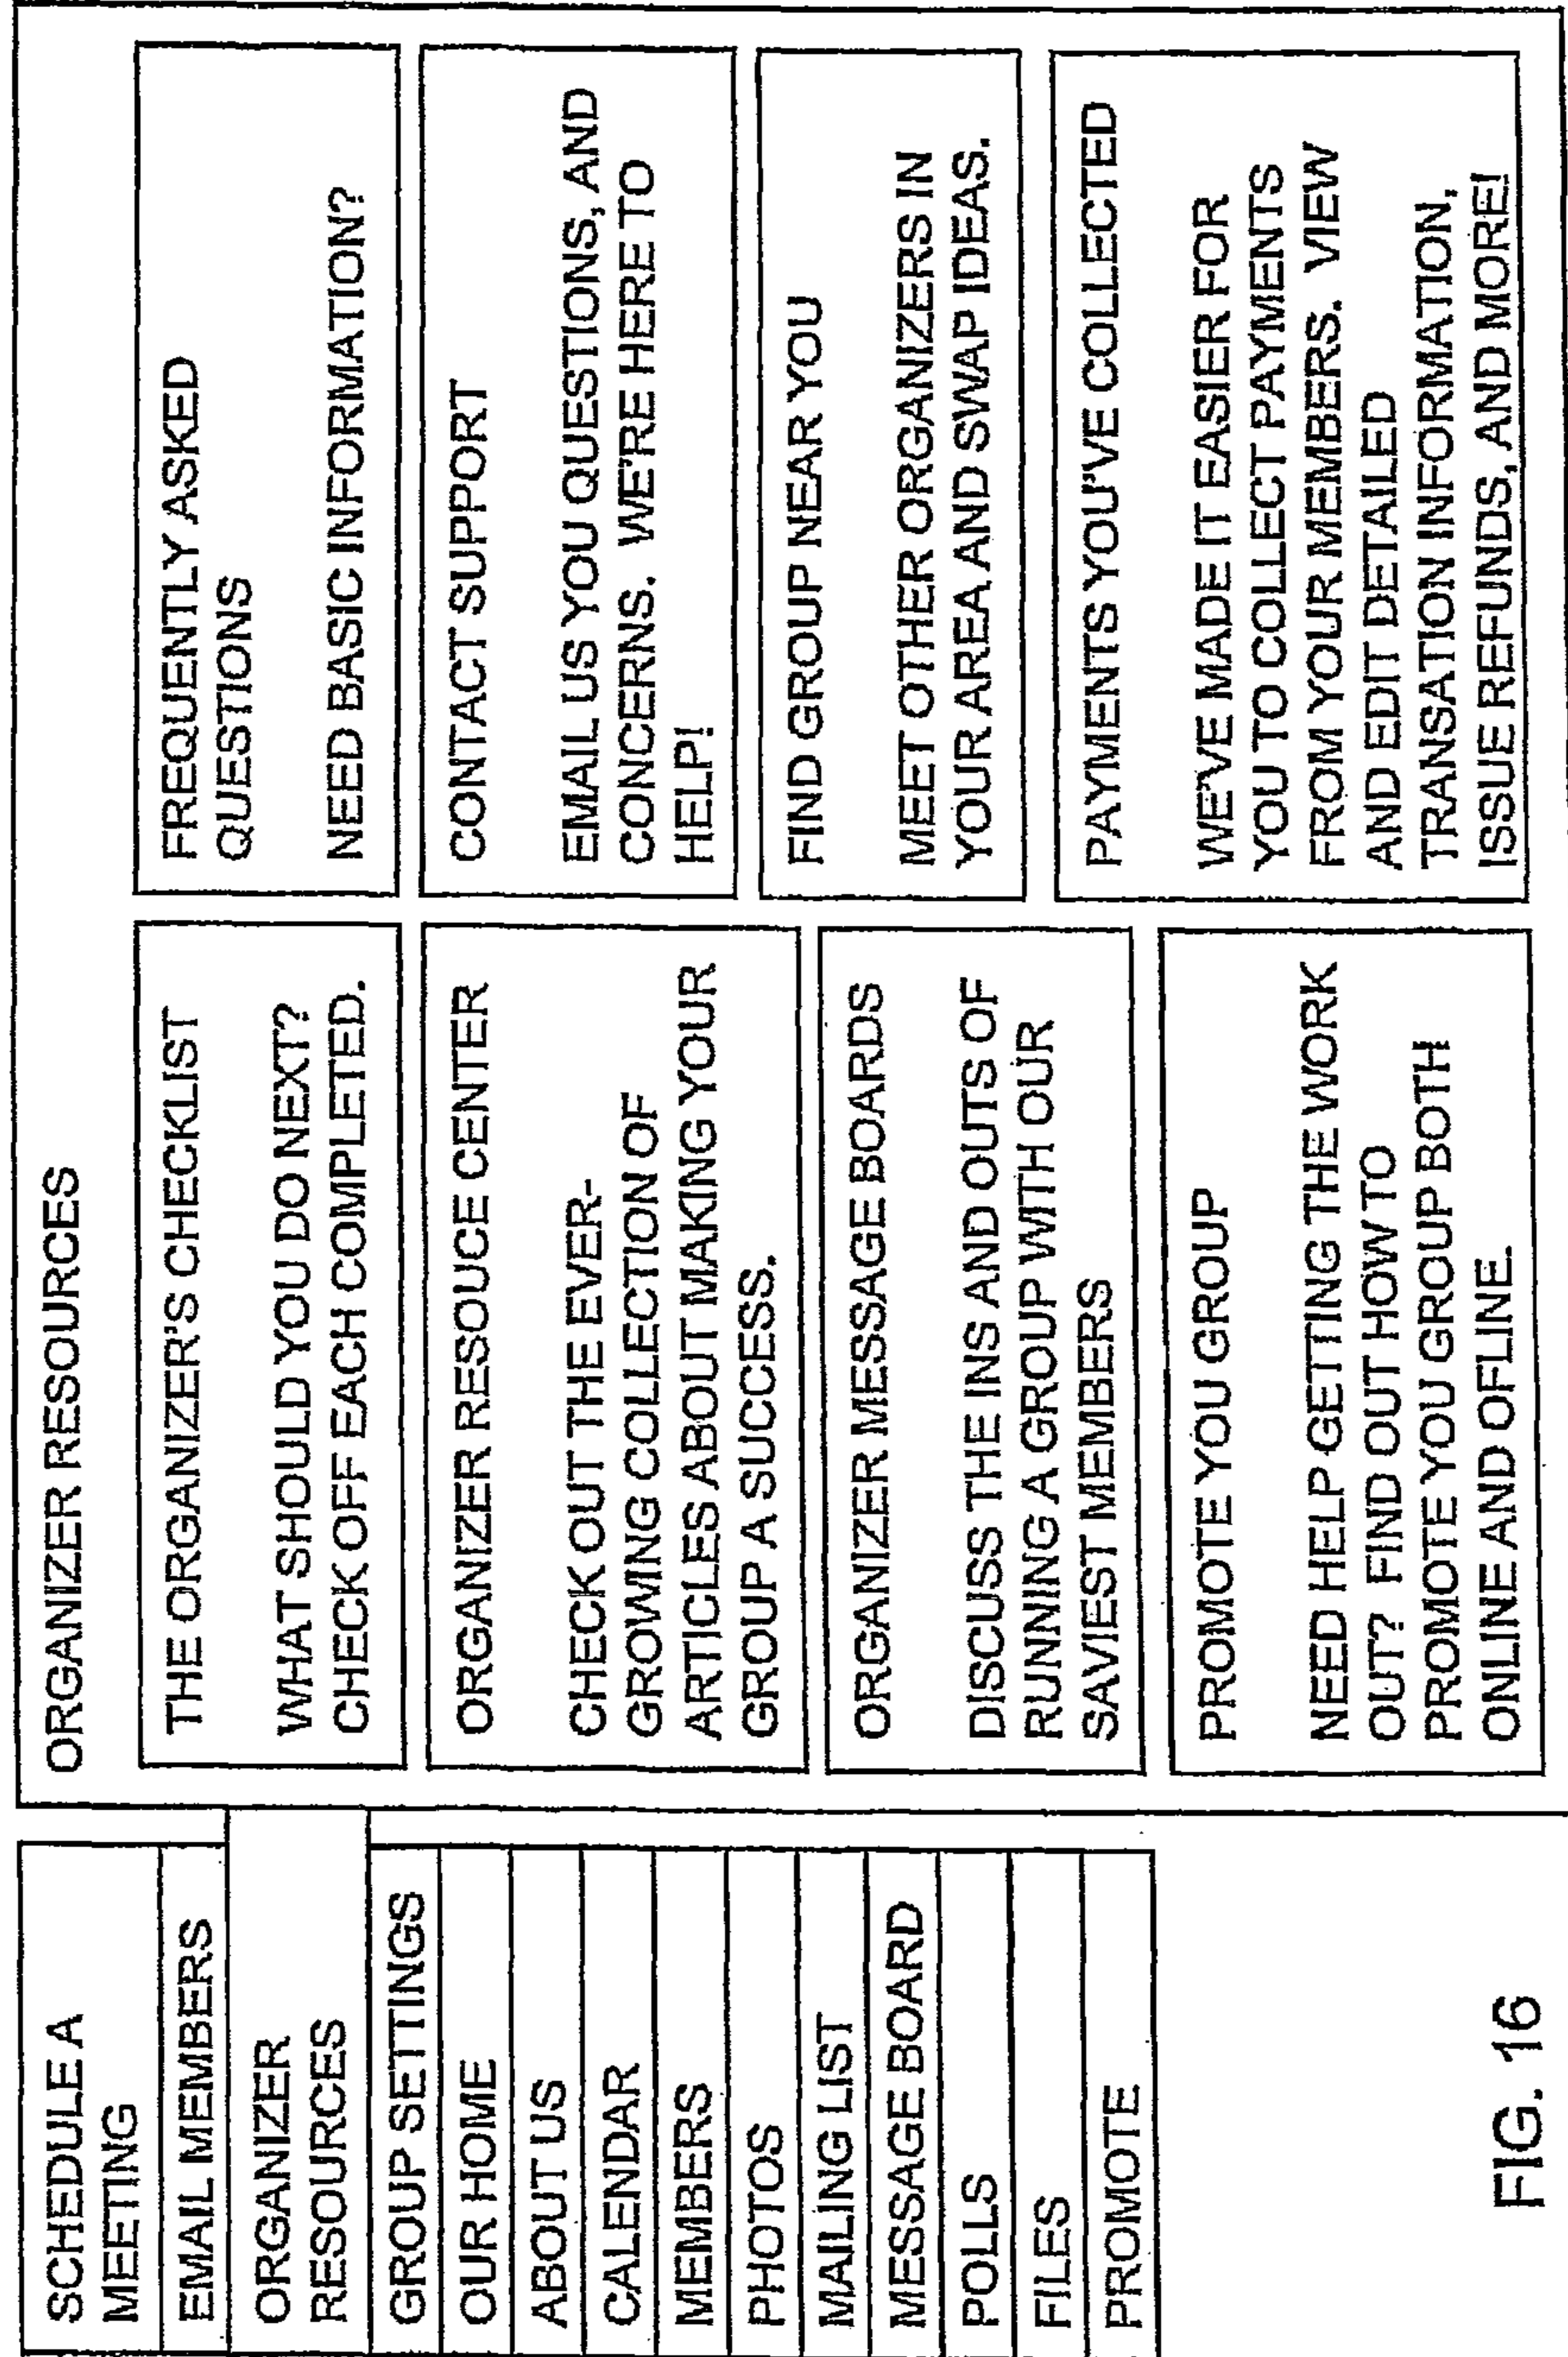 SCHEDULE A
MEETING
EMAIL MEMBERS
ORGANIZER
RESOURCES
GROUP SETTINGS
OUR HOME
ABOUT US
CALENDAR
MEMBERS
PHOTOS
MAILING LIST
MESSAGE BOARD
POLLS
FILES
PROMOTE
ORGANIZER RESOURCES
THE ORGANIZER'S CHECKLIST
WHAT SHOULD YOU DO NEXT?
CHECK OFF EACH COMPLETED.
ORGANIZER RESOUCE CENTER
CHECK OUT THE EVER-
GROWING COLLECTION OF
ARTICLES ABOUT MAKING YOUR
GROUP A SUCCESS.
ORGANIZER MESSAGE BOARDS
DISCUSS THE INS AND OUTS OF
RUNNING A GROUP WITH OUR
SAVIEST MEMBERS
PROMOTE YOU GROUP
NEED HELP GETTING THE WORK
OUT? FIND OUT HOW TO
PROMOTE YOU GROUP BOTH
ONLINE AND OFLINE.
FREQUENTLY ASKED
QUESTIONS
NEED BASIC INFORMATION?
CONTACT SUPPORT
EMAIL US YOU QUESTIONS, AND
CONCERNS. WE'RE HERE TO
HELP!
FIND GROUP NEAR YOU
MEET OTHER ORGANIZERS IN
YOUR AREA AND SWAP IDEAS.
PAYMENTS YOU'VE COLLECTED
WE'VE MADE IT EASIER FOR
YOU TO COLLECT PAYMENTS
FROM YOUR MEMBERS. VIEW
AND EDIT DETAILED
TRANSATION INFORMATION,
ISSUE REFUNDS, AND MORE!
FIG. 16